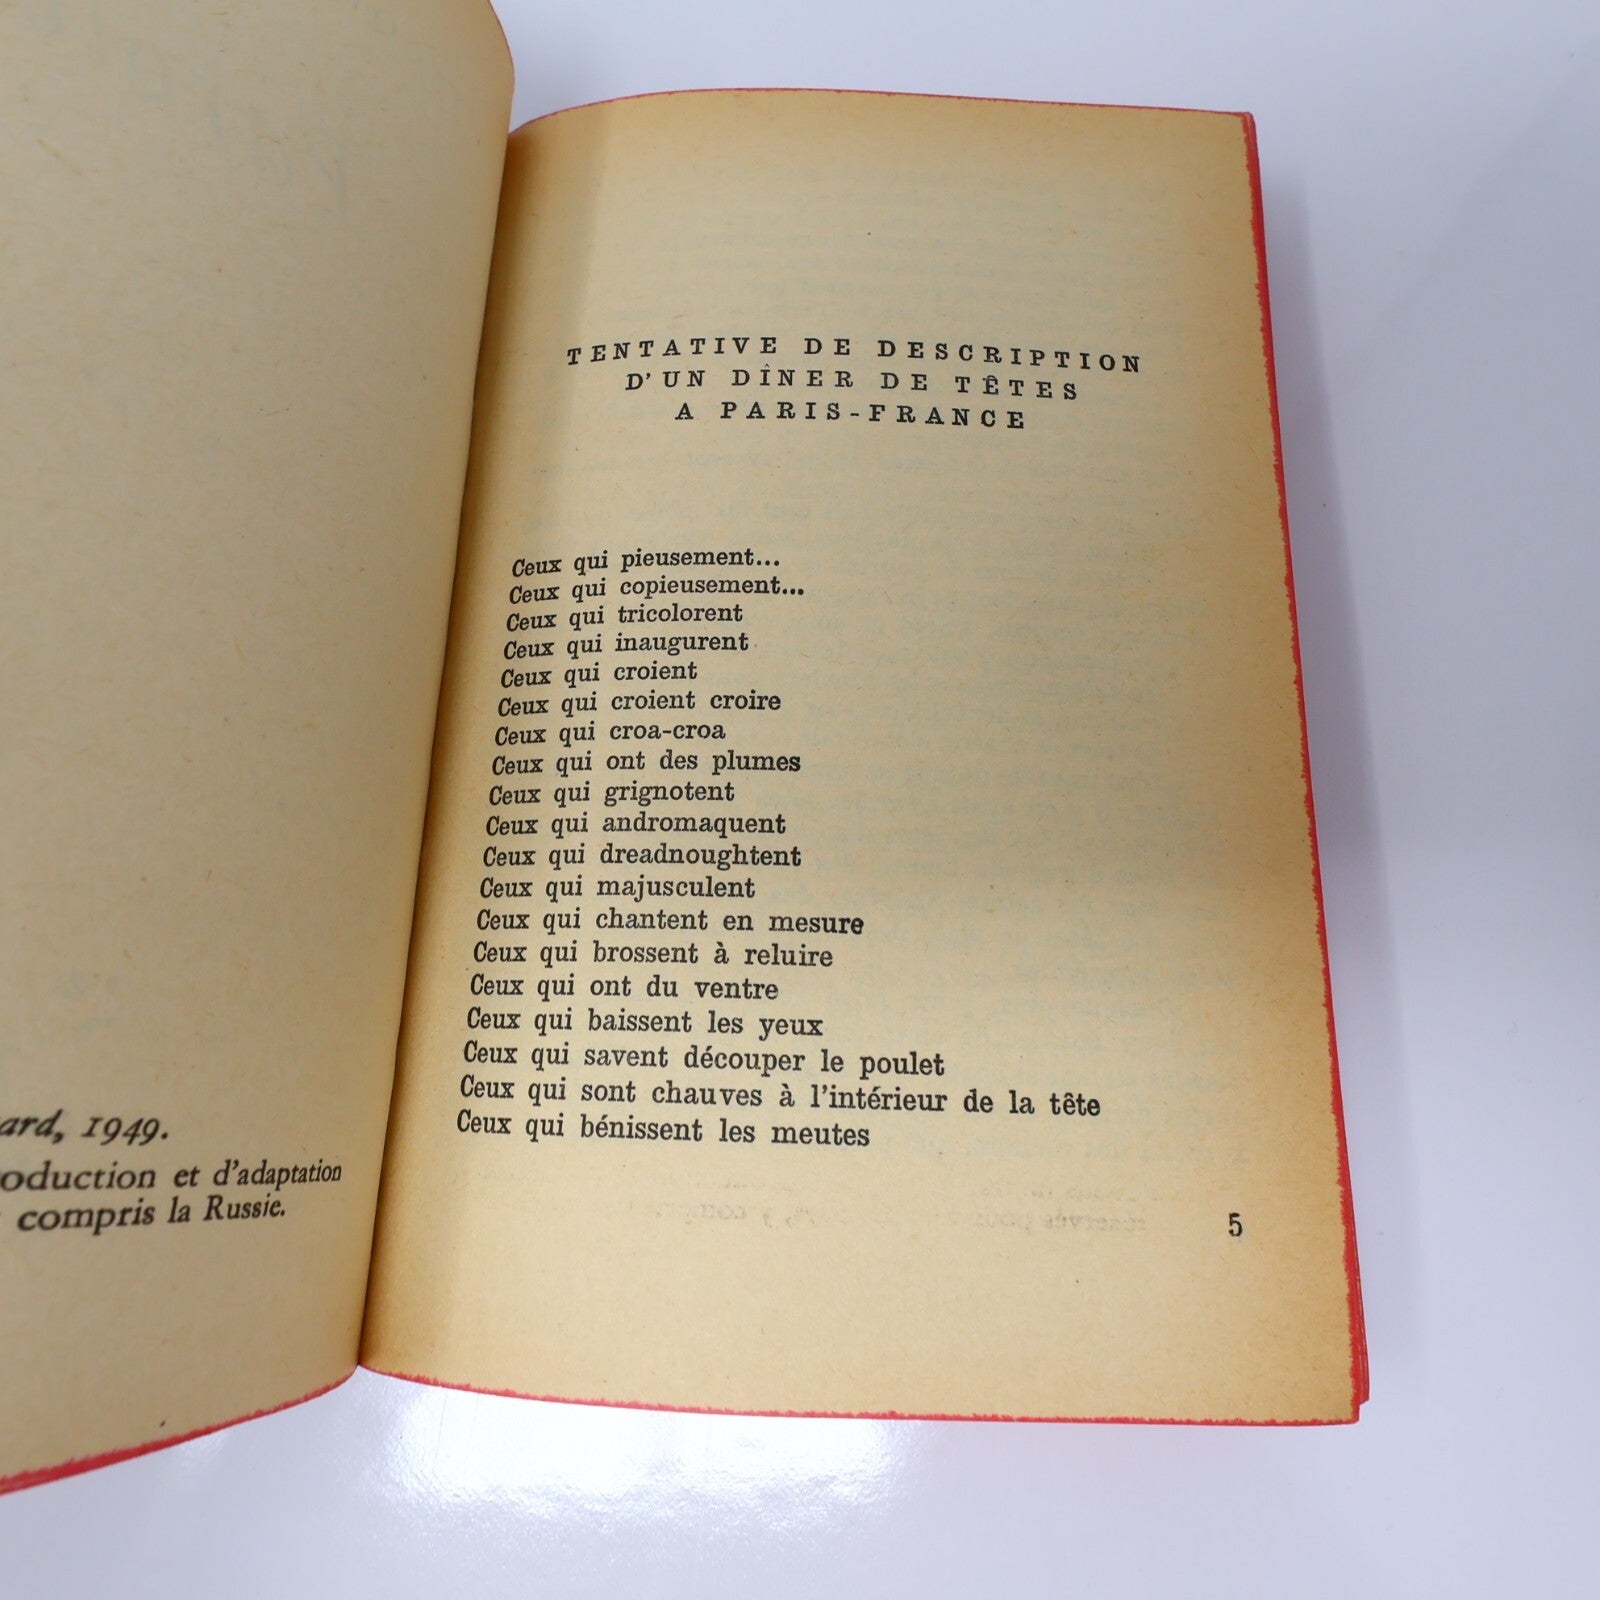 1949.
et d'adaptation
compris la Russie.
TENTATIVE DE DESCRIPTION
D'UN DÎNER DE TÊTES
A PARIS-FRANCE
Ceux qui pieusement...
Ceux qui copieusement...
Ceux qui tricolorent
Ceux qui inaugurent
Ceux qui croient
Ceux qui croient croire
Ceux qui croa-croa
Ceux qui ont des plumes
Ceux qui grignotent
Ceux qui andromaquent
Ceux qui dreadnoughtent
Ceux qui majusculent
Ceux qui chantent en mesure
Ceux qui brossent à reluire
Ceux qui ont du ventre
Ceux qui baissent les yeux
Ceux qui savent découper le poulet
Ceux qui sont chauves à l'intérieur de la tête
Ceux qui bénissent les meutes
5